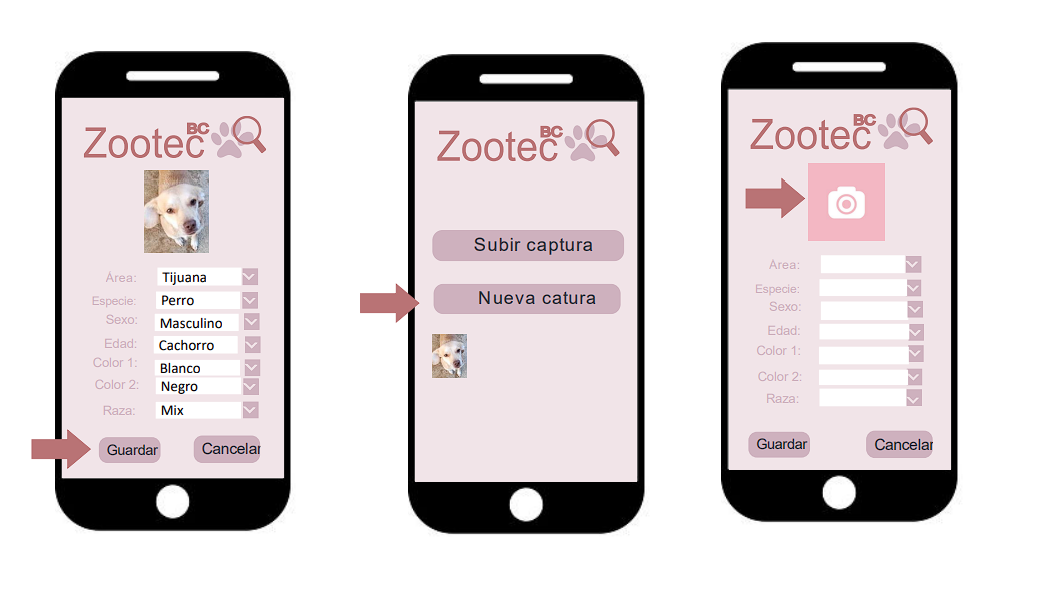 Zootec BC
Área: Tijuana
Especie: Perro
Sexo: Masculino
Edad: Cachorro
Color 1: Blanco
Color 2: Negro
Raza: Mix
Guardar Cancelar
Zootec BC
Subir captura
Nueva catura
Zootec BC
Área:
Especie:
Sexo:
Edad:
Color 1:
Color 2:
Raza:
Guardar Cancelar